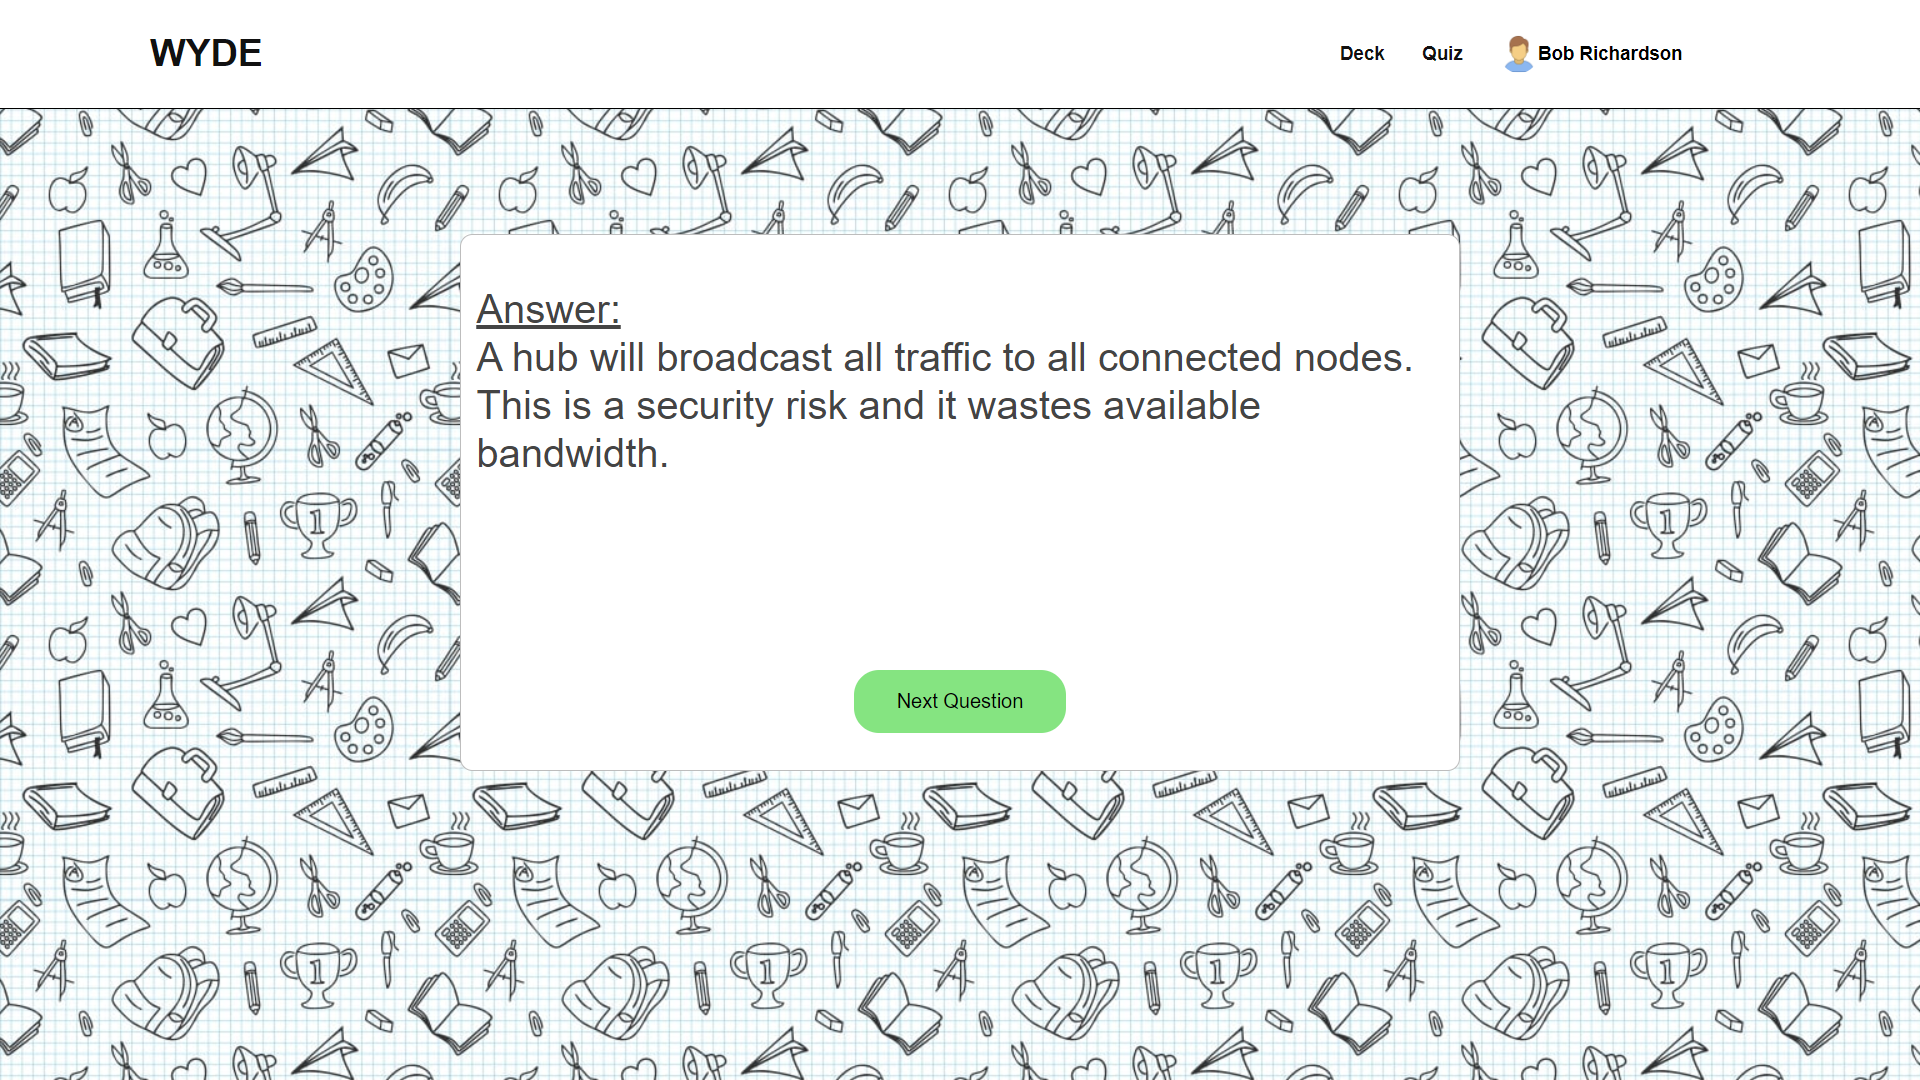 WYDE
Deck
Quiz
Bob Richardson
Answer:
A hub will broadcast all traffic to all connected nodes.
This is a security risk and it wastes available
bandwidth.
Next Question